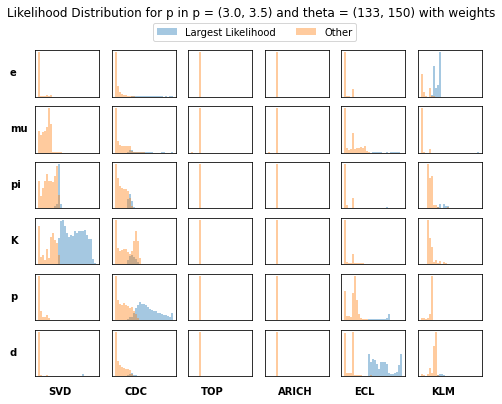 Likelihood Distribution for p in p = (3.0, 3.5) and theta = (133, 150) with weights
Largest Likelihood Other
e
mu
pi
K
p
d
SVD CDC TOP ARICH ECL KLM